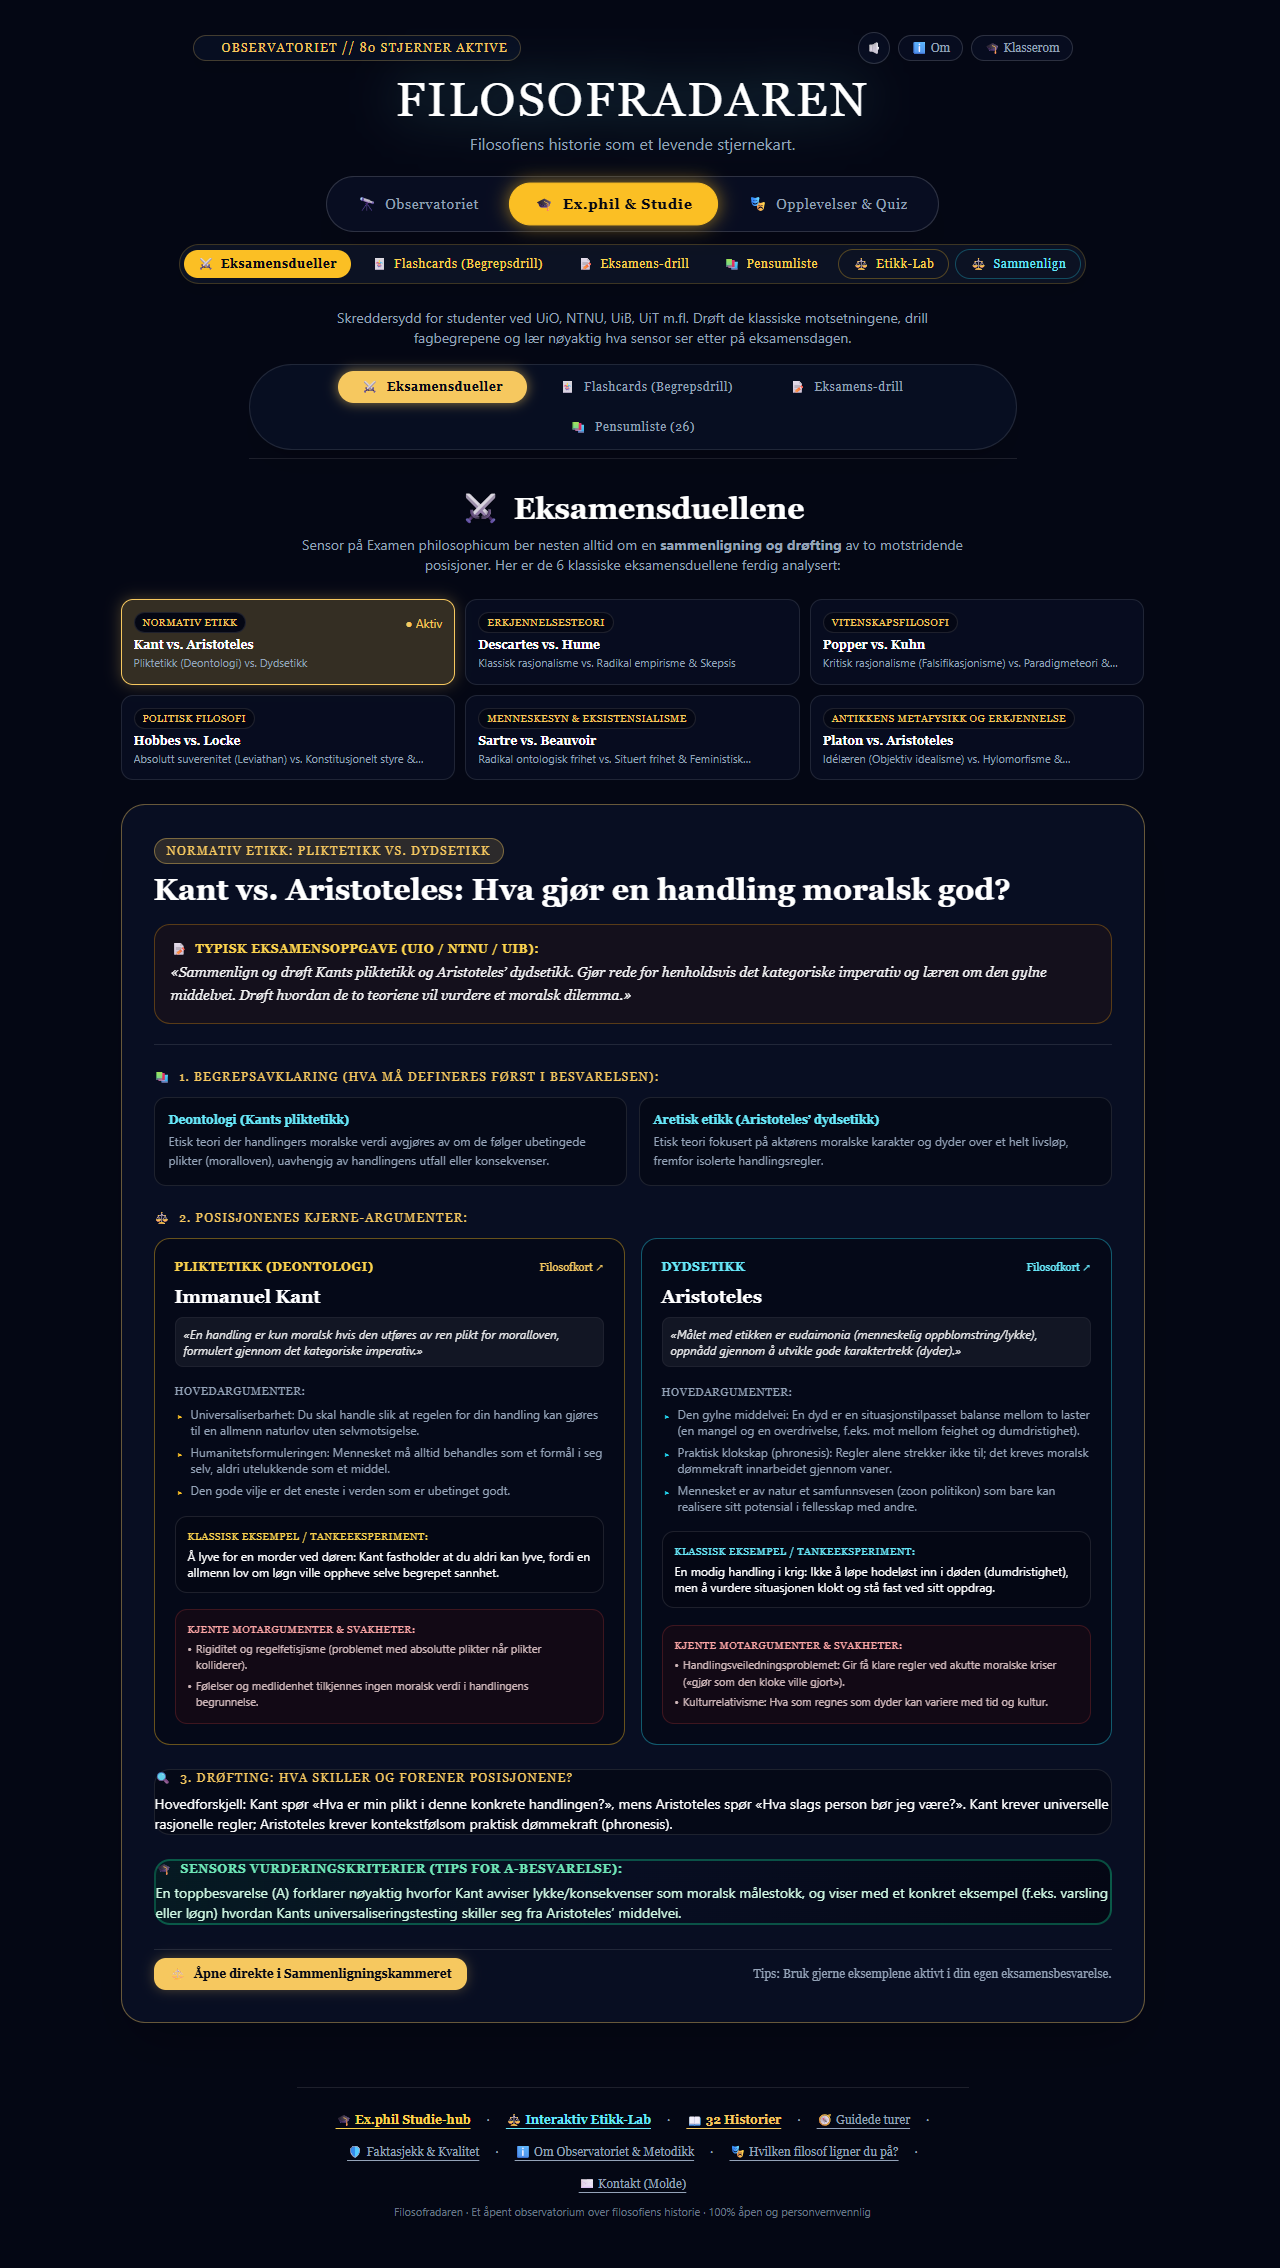 OBSERVATORIET // 80 STJERNER AKTIVE
Om
Klasserom
FILOSOFRADAREN
Filosofiens historie som et levende stjernekart.
Observatoriet
Ex.phil & Studie
Opplevelser & Quiz
Eksamensdueller
Flashcards (Begrepsdrill)
Eksamens-drill
Pensumliste
Etikk-Lab
Sammenlign
Skreddersydd for studenter ved UiO, NTNU, UiB, UiT m.fl. Drøft de klassiske motsetningene, drill
fagbegrepene og lær nøyaktig hva sensor ser etter på eksamensdagen.
Eksamensdueller
Flashcards (Begrepsdrill)
Eksamens-drill
Pensumliste (26)
Eksamensduellene
Sensor på Examen philosophicum ber nesten alltid om en sammenligning og drøfting av to motstridende
posisjoner. Her er de 6 klassiske eksamensduellene ferdig analysert:
NORMATIV ETIKK
● Aktiv
Kant vs. Aristoteles
Pliktetikk (Deontologi) vs. Dydsetikk
ERKJENNELSESTEORI
Descartes vs. Hume
Klassisk rasjonalisme vs. Radikal empirisme & Skepsis
VITENSKAPSFILOSOFI
Popper vs. Kuhn
Kritisk rasjonalisme (Falsifikasjonisme) vs. Paradigmeteori &...
POLITISK FILOSOFI
Hobbes vs. Locke
Absolutt suverenitet (Leviathan) vs. Konstitusjonelt styre &...
MENNESKESYN & EKSISTENSIALISME
Sartre vs. Beauvoir
Radikal ontologisk frihet vs. Situert frihet & Feministisk...
ANTIKKENS METAFYSIKK OG ERKJENNELSE
Platon vs. Aristoteles
Idélæren (Objektiv idealisme) vs. Hylomorfisme &...
NORMATIV ETIKK: PLIKTETIKK VS. DYDSETIKK
Kant vs. Aristoteles: Hva gjør en handling moralsk god?
TYPISK EKSAMENSOPPGAVE (UIO / NTNU / UIB):
«Sammenlign og drøft Kants pliktetikk og Aristoteles’ dydsetikk. Gjør rede for henholdsvis det kategoriske imperativ og læren om den gylne
middelvei. Drøft hvordan de to teoriene vil vurdere et moralsk dilemma.»
1. BEGREPSAVKLARING (HVA MÅ DEFINERES FØRST I BESVARELSEN):
Deontologi (Kants pliktetikk)
Etisk teori der handlingers moralske verdi avgjøres av om de følger ubetingede
plikter (moralloven), uavhengig av handlingens utfall eller konsekvenser.
Aretisk etikk (Aristoteles’ dydsetikk)
Etisk teori fokusert på aktørens moralske karakter og dyder over et helt livsløp,
fremfor isolerte handlingsregler.
2. POSISJONENES KJERNE-ARGUMENTER:
PLIKTETIKK (DEONTOLOGI)
Filosofkort ↗
Immanuel Kant
«En handling er kun moralsk hvis den utføres av ren plikt for moralloven,
formulert gjennom det kategoriske imperativ.»
HOVEDARGUMENTER:
▸ Universaliserbarhet: Du skal handle slik at regelen for din handling kan gjøres
til en allmenn naturlov uten selvmotsigelse.
▸ Humanitetsformuleringen: Mennesket må alltid behandles som et formål i seg
selv, aldri utelukkende som et middel.
▸ Den gode vilje er det eneste i verden som er ubetinget godt.
KLASSISK EKSEMPEL / TANKEEKSPERIMENT:
Å lyve for en morder ved døren: Kant fastholder at du aldri kan lyve, fordi en
allmenn lov om løgn ville oppheve selve begrepet sannhet.
KJENTE MOTARGUMENTER & SVAKHETER:
• Rigiditet og regelfetisjisme (problemet med absolutte plikter når plikter
kolliderer).
• Følelser og medlidenhet tilkjennes ingen moralsk verdi i handlingens
begrunnelse.
DYDSETIKK
Filosofkort ↗
Aristoteles
«Målet med etikken er eudaimonia (menneskelig oppblomstring/lykke),
oppnådd gjennom å utvikle gode karaktertrekk (dyder).»
HOVEDARGUMENTER:
▸ Den gylne middelvei: En dyd er en situasjonstilpasset balanse mellom to laster
(en mangel og en overdrivelse, f.eks. mot mellom feighet og dumdristighet).
▸ Praktisk klokskap (phronesis): Regler alene strekker ikke til; det kreves moralsk
dømmekraft innarbeidet gjennom vaner.
▸ Mennesket er av natur et samfunnsvesen (zoon politikon) som bare kan
realisere sitt potensial i fellesskap med andre.
KLASSISK EKSEMPEL / TANKEEKSPERIMENT:
En modig handling i krig: Ikke å løpe hodeløst inn i døden (dumdristighet),
men å vurdere situasjonen klokt og stå fast ved sitt oppdrag.
KJENTE MOTARGUMENTER & SVAKHETER:
• Handlingsveiledningsproblemet: Gir få klare regler ved akutte moralske kriser
(«gjør som den kloke ville gjort»).
• Kulturrelativisme: Hva som regnes som dyder kan variere med tid og kultur.
3. DRØFTING: HVA SKILLER OG FORENER POSISJONENE?
Hovedforskjell: Kant spør «Hva er min plikt i denne konkrete handlingen?», mens Aristoteles spør «Hva slags person bør jeg være?». Kant krever universelle
rasjonelle regler; Aristoteles krever kontekstfølsom praktisk dømmekraft (phronesis).
SENSORS VURDERINGSKRITERIER (TIPS FOR A-BESVARELSE):
En toppbesvarelse (A) forklarer nøyaktig hvorfor Kant avviser lykke/konsekvenser som moralsk målestokk, og viser med et konkret eksempel (f.eks. varsling
eller løgn) hvordan Kants universaliseringstesting skiller seg fra Aristoteles’ middelvei.
Åpne direkte i Sammenligningskammeret
Tips: Bruk gjerne eksemplene aktivt i din egen eksamensbesvarelse.
Ex.phil Studie-hub · Interaktiv Etikk-Lab · 32 Historier · Guidede turer ·
Faktasjekk & Kvalitet · Om Observatoriet & Metodikk · Hvilken filosof ligner du på? ·
Kontakt (Molde)
Filosofradaren · Et åpent observatorium over filosofiens historie · 100% åpen og personvernvennlig